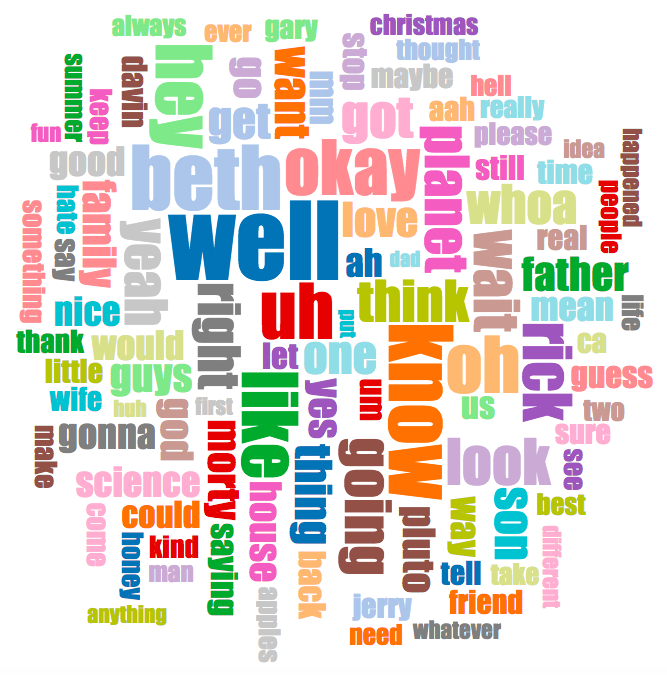 always
ever
gary
christmas
thought
hey
go
want
stop
maybe
summer
davin
mm
hell
keep
get
got
aah
really
fun
planet
please
idea
happened
good
beth
okay
still
time
people
family
hate
say
whoa
something
yeah
well
love
wait
real
ah
dad
father
nice
right
uh
put
think
mean
life
thank
would
let
one
know
oh
rick
ca
little
guys
like
yes
um
guess
wife
huh
god
first
us
two
make
gonna
morty
thing
going
look
sure
see
science
house
son
best
come
could
saying
pluto
way
honey
kind
man
back
tell
take
different
anything
apples
jerry
friend
need
whatever